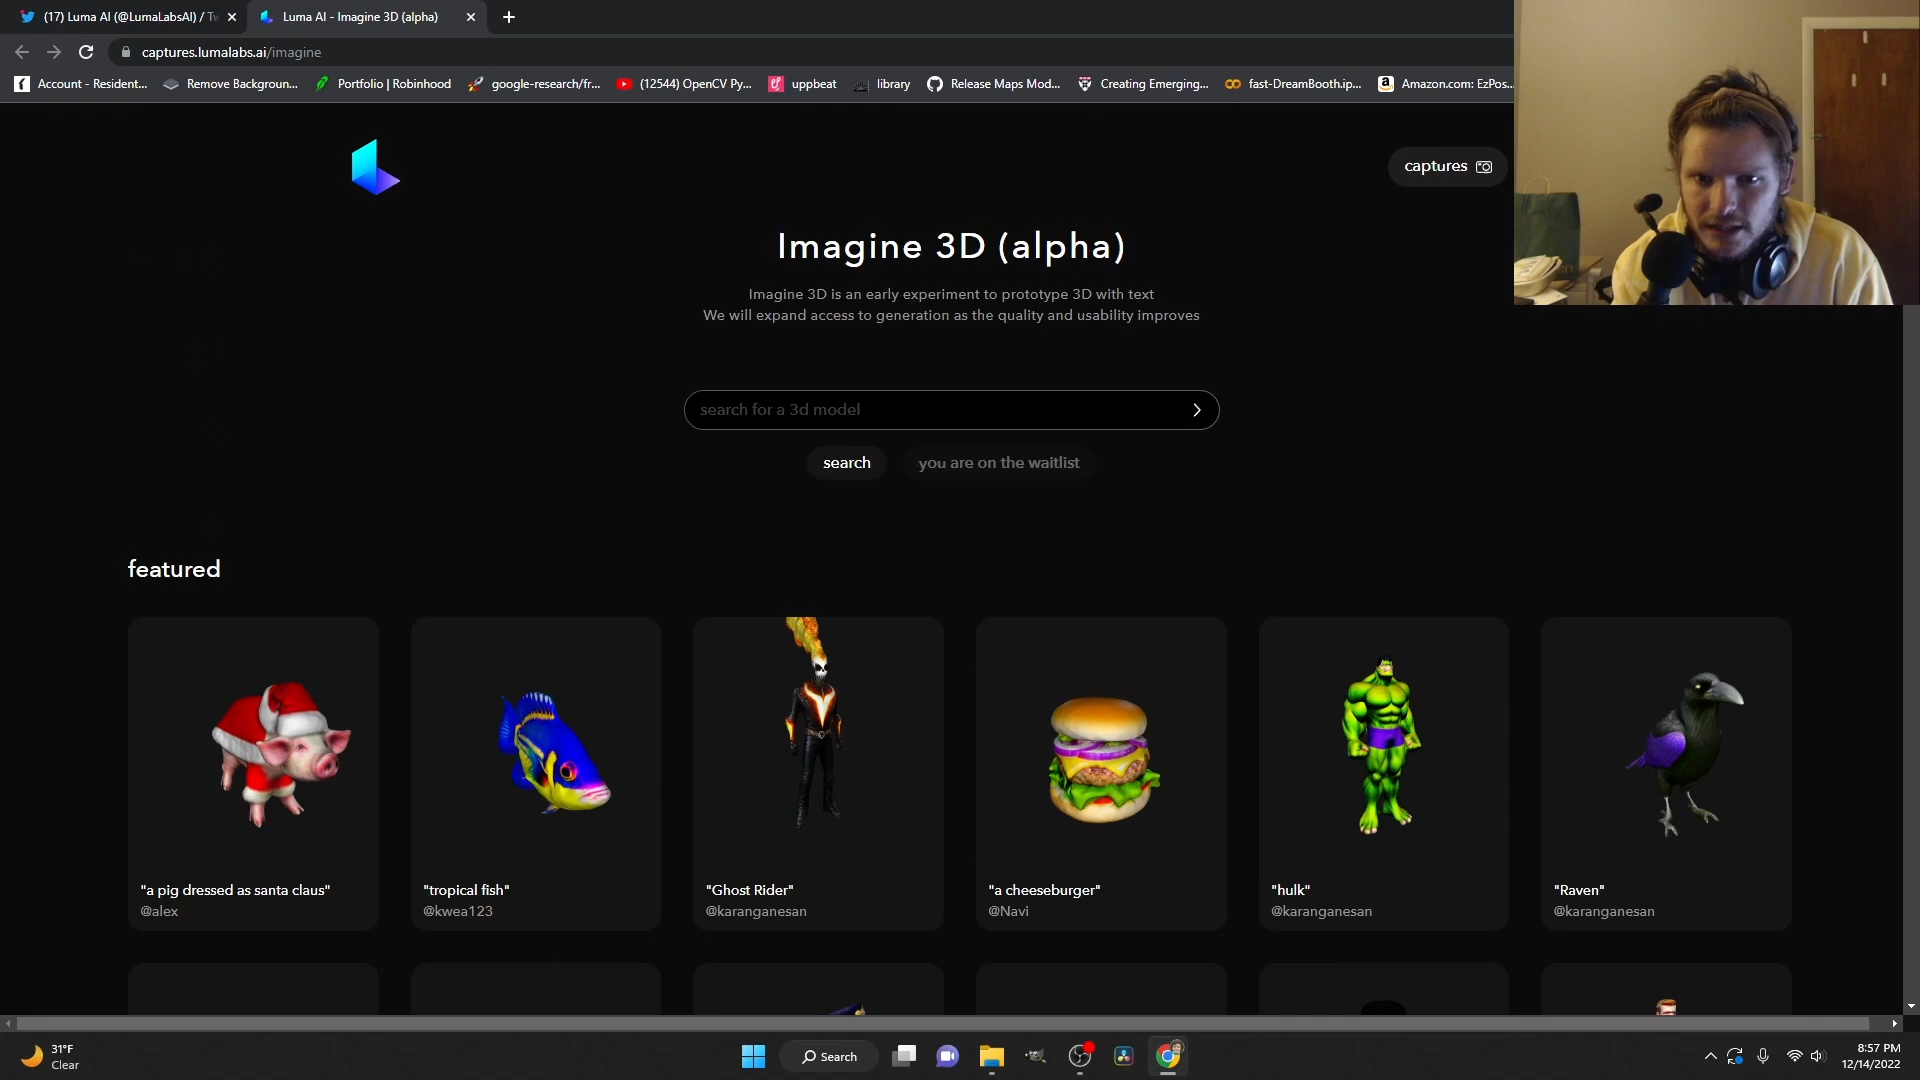 (17) Luma AI (@LumaLabsAI) / Tw
Luma AI - Imagine 3D (alpha)
captures.lumalabs.ai/imagine
Account - Resident...
Remove Backgroun...
Portfolio | Robinhood
google-research/fr...
(12544) OpenCV Py...
uppbeat
library
Release Maps Mod...
Creating Emerging...
fast-DreamBooth.ip...
Amazon.com: EzPos...
captures
Imagine 3D (alpha)
Imagine 3D is an early experiment to prototype 3D with text
We will expand access to generation as the quality and usability improves
search for a 3d model
search
you are on the waitlist
featured
"a pig dressed as santa claus"
@alex
"tropical fish"
@kwea123
"Ghost Rider"
@karanganesan
"a cheeseburger"
@Navi
"hulk"
@karanganesan
"Raven"
@karanganesan
31°F
Clear
Search
8:57 PM
12/14/2022